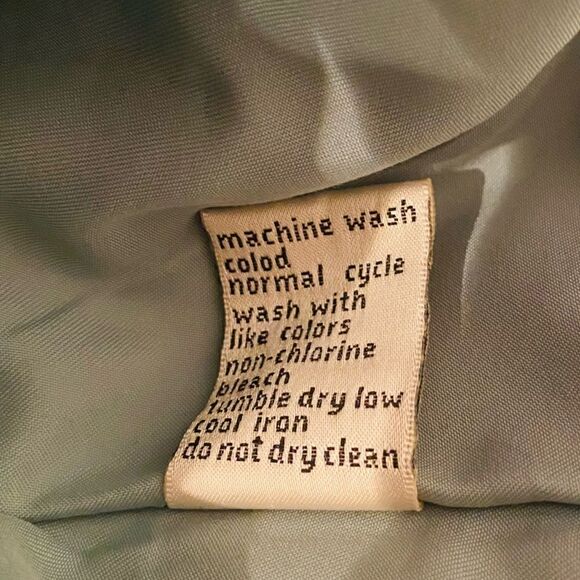 machine wash
colod
normal cycle
wash with
like colors
non-chlorine
bleach
tumble dry low
cool iron
do not dry clean